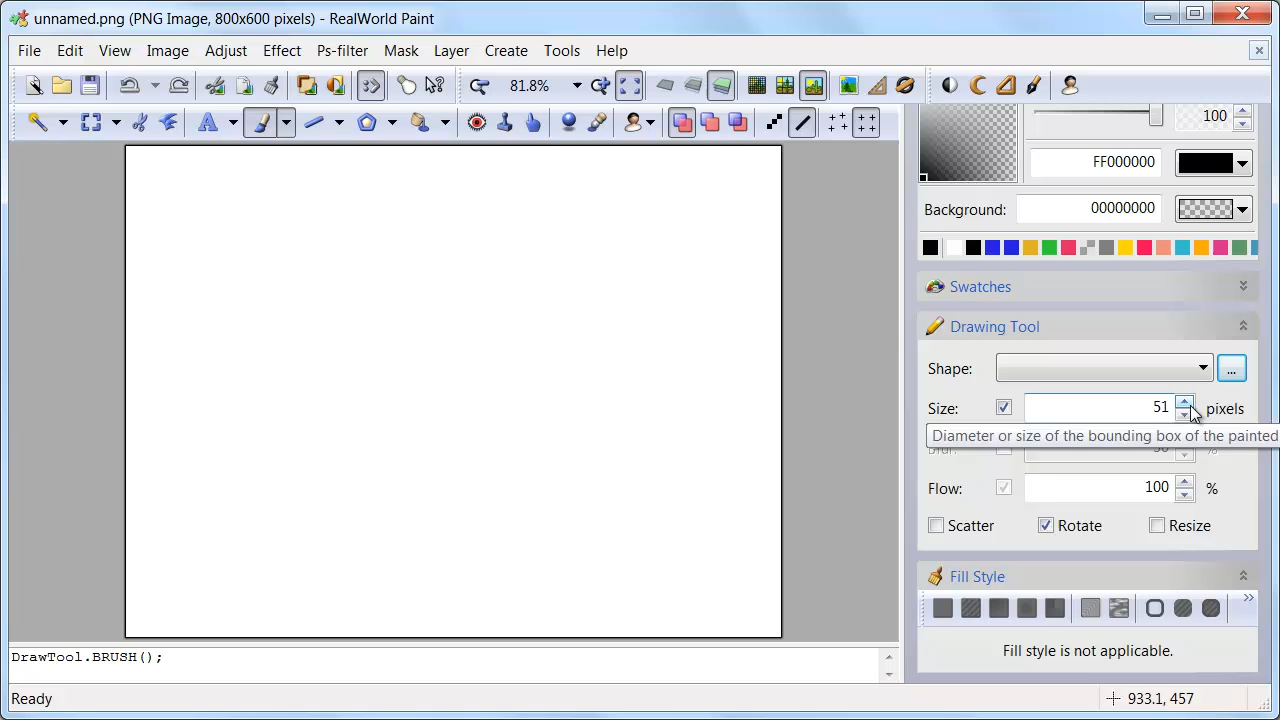 unnamed.png (PNG Image, 800x600 pixels) - RealWorld Paint
File Edit View Image Adjust Effect Ps-filter Mask Layer Create Tools Help
81.8%
100
FF000000
Background: 00000000
Swatches
Drawing Tool
Shape: ...
Size: 51 pixels
Diameter or size of the bounding box of the painted
Flow: 100 %
Scatter Rotate Resize
Fill Style
Fill style is not applicable.
DrawTool.BRUSH();
Ready 933.1, 457